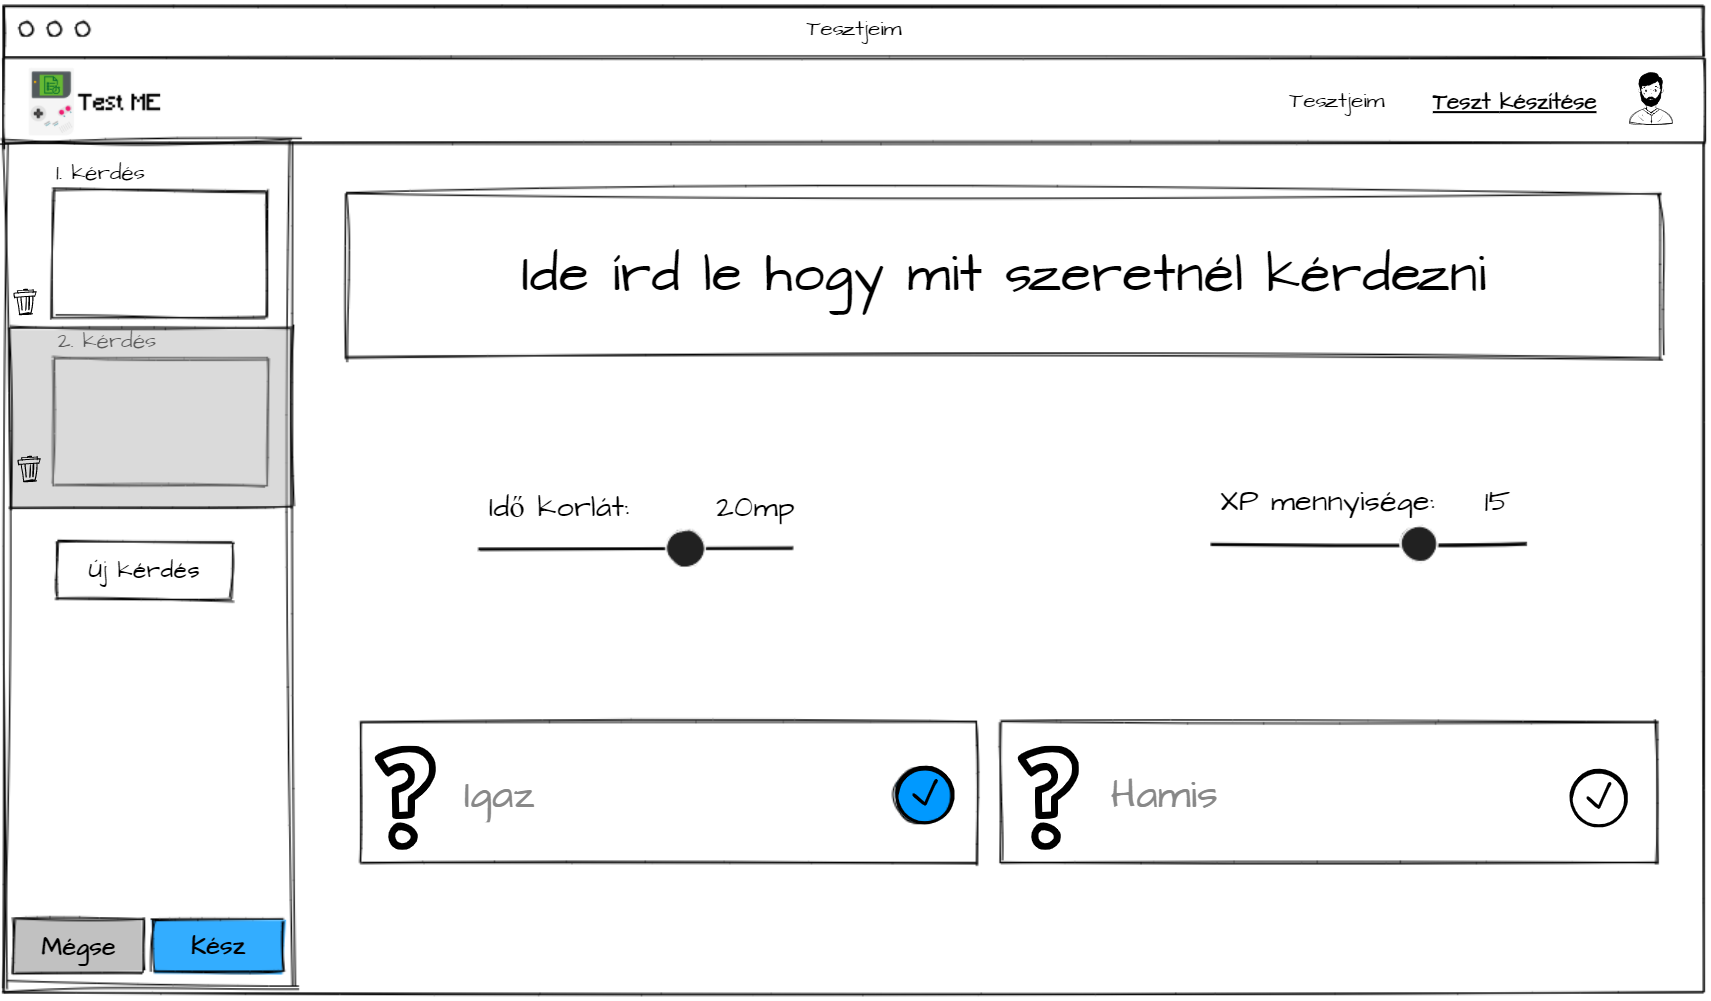 Tesztjeim
Test ME
Tesztjeim
Teszt készítése
1. kérdés
2. kérdés
Új kérdés
Mégse
Kész
Ide írd le hogy mit szeretnél kérdezni
Idő korlát: 20mp
XP mennyisége: 15
Igaz
Hamis